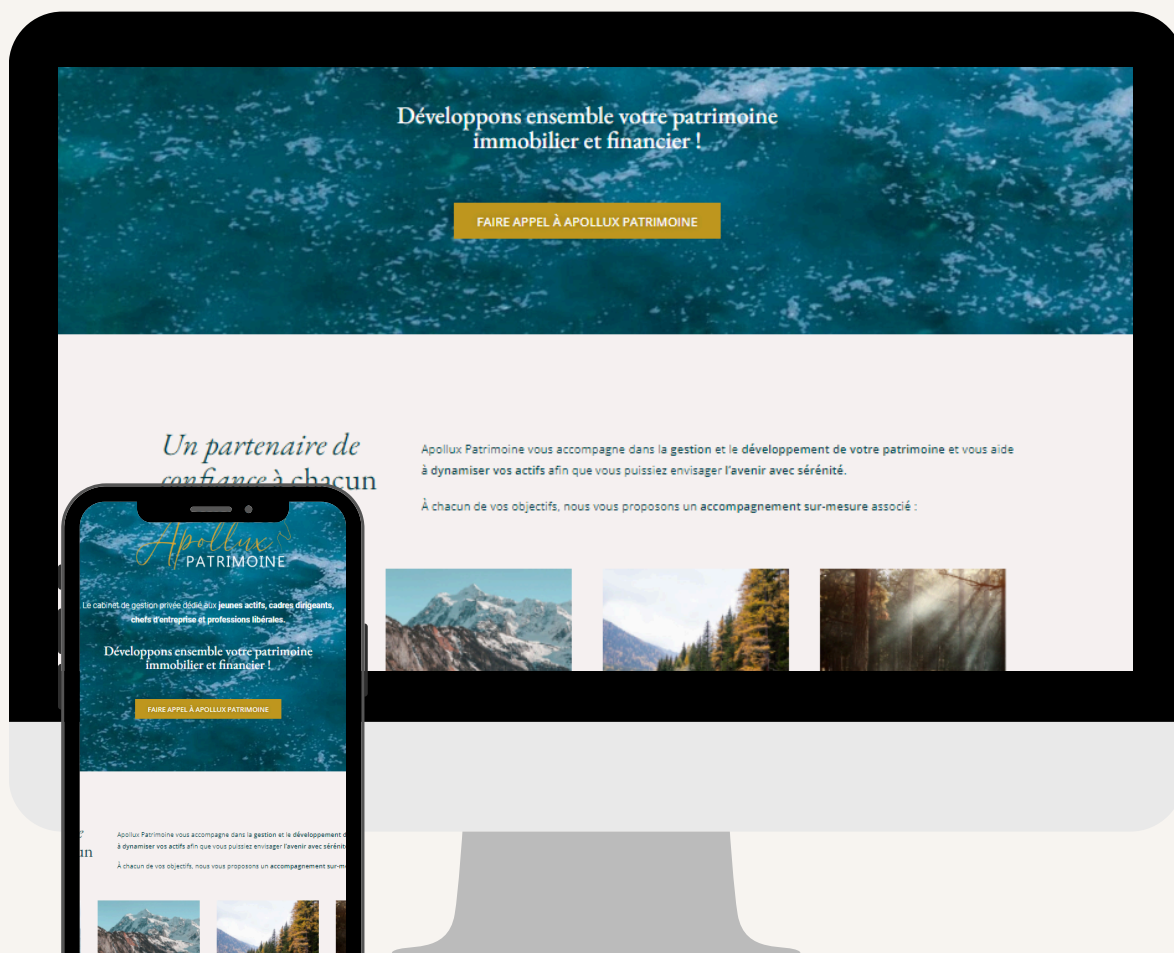 Développons ensemble votre patrimoine
immobilier et financier !
FAIRE APPEL À APOLLUX PATRIMOINE
Un partenaire de
confiance à chacun
Apollux Patrimoine vous accompagne dans la gestion et le développement de votre patrimoine et vous aide
à dynamiser vos actifs afin que vous puissiez envisager l'avenir avec sérénité.
À chacun de vos objectifs, nous vous proposons un accompagnement sur-mesure associé :
Apollux
PATRIMOINE
Le cabinet de gestion privée dédié aux jeunes actifs, cadres dirigeants,
chefs d'entreprise et professions libérales.
Développons ensemble votre patrimoine
immobilier et financier !
FAIRE APPEL À APOLLUX PATRIMOINE
Apollux Patrimoine vous accompagne dans la gestion et le développement d
à dynamiser vos actifs afin que vous puissiez envisager l'avenir avec sérénit
À chacun de vos objectifs, nous vous proposons un accompagnement sur-m